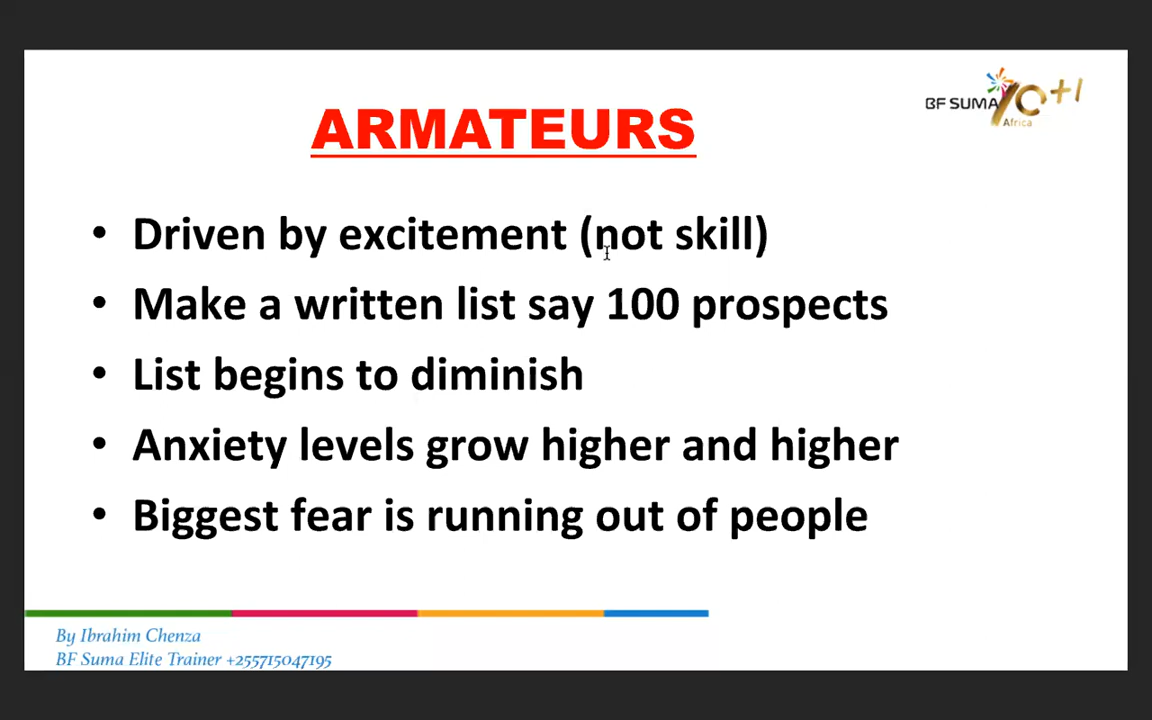 ARMATEURS
BF SUMA 10+1
Africa
• Driven by excitement (not skill)
• Make a written list say 100 prospects
• List begins to diminish
• Anxiety levels grow higher and higher
• Biggest fear is running out of people
By Ibrahim Chenza
BF Suma Elite Trainer +255715047195